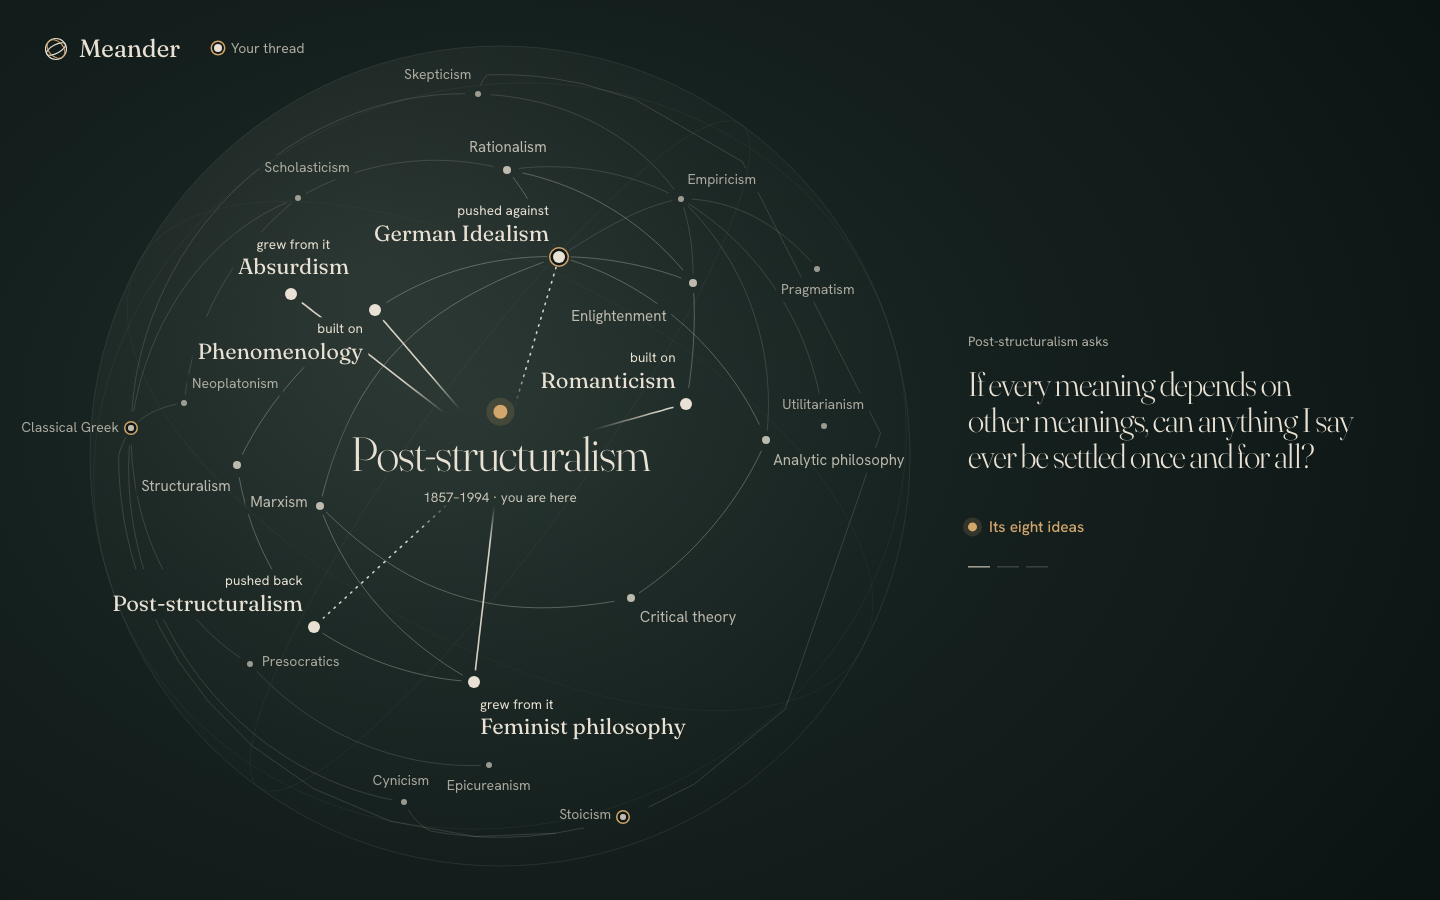 Meander
Your thread
Skepticism
Rationalism
Scholasticism
Empiricism
pushed against
German Idealism
grew from it
Absurdism
Pragmatism
Enlightenment
built on
Phenomenology
built on
Romanticism
Neoplatonism
Utilitarianism
Classical Greek
Post-structuralism
Analytic philosophy
Structuralism
Marxism
1857–1994 · you are here
pushed back
Post-structuralism
Critical theory
Presocratics
grew from it
Feminist philosophy
Cynicism
Epicureanism
Stoicism
Post-structuralism asks
If every meaning depends on
other meanings, can anything I say
ever be settled once and for all?
Its eight ideas